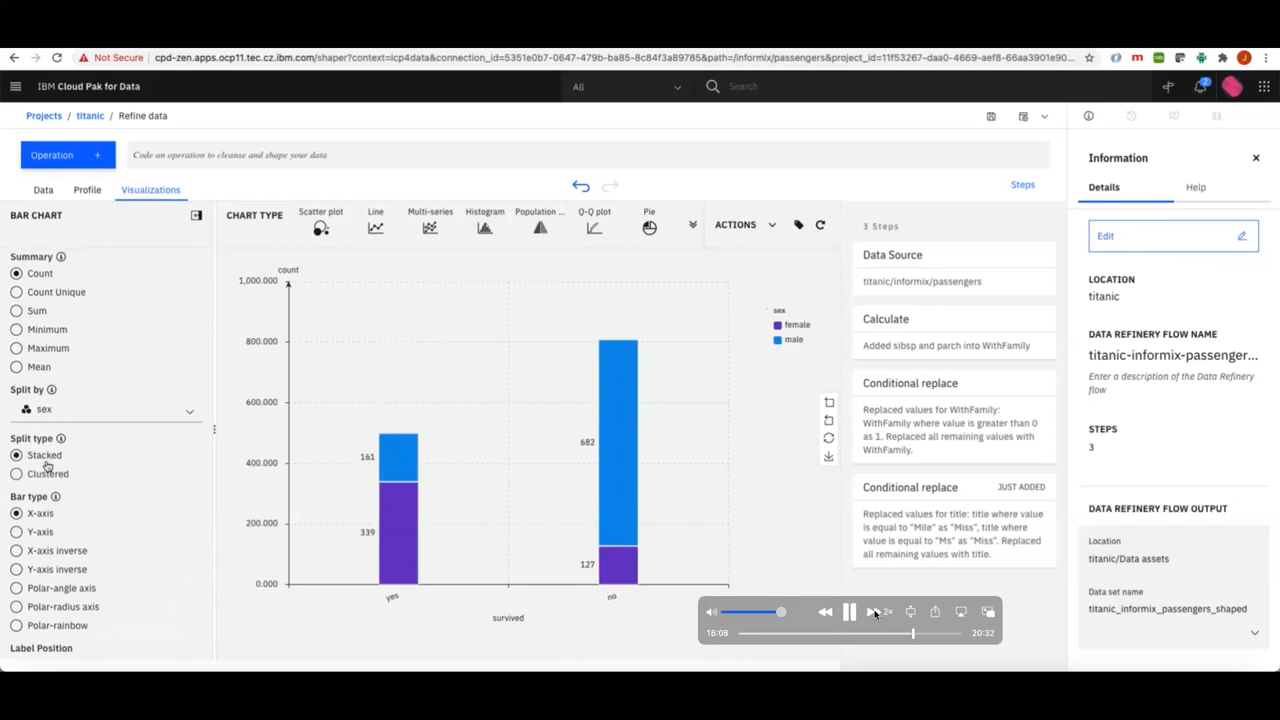 Not Secure
cpd-zen.apps.ocp11.tec.cz.ibm.com/shaper?context=icp4data&connection_id=5351e0b7-0647-479b-ba85-8c84f3a89785&path=/informix/passengers&project_id=11f53267-daa0-4669-aef8-66aa3901e90...
IBM Cloud Pak for Data
All
Search
2
J
Projects / titanic / Refine data
Operation +
Code an operation to cleanse and shape your data
Data
Profile
Visualizations
Steps
BAR CHART
Summary
Count
Count Unique
Sum
Minimum
Maximum
Mean
Split by
sex
Split type
Stacked
Clustered
Bar type
X-axis
Y-axis
X-axis inverse
Y-axis inverse
Polar-angle axis
Polar-radius axis
Polar-rainbow
Label Position
CHART TYPE
Scatter plot
Line
Multi-series
Histogram
Population ...
Q-Q plot
Pie
ACTIONS
count
1,000.000
800.000
600.000
400.000
200.000
0.000
161
339
682
127
yes
no
survived
sex
female
male
3 Steps
Data Source
titanic/informix/passengers
Calculate
Added sibsp and parch into WithFamily
Conditional replace
Replaced values for WithFamily:
WithFamily where value is greater than 0
as 1. Replaced all remaining values with
WithFamily.
Conditional replace
JUST ADDED
Replaced values for title: title where value
is equal to "Mlle" as "Miss", title where
value is equal to "Ms" as "Miss". Replaced
all remaining values with title.
2×
16:08
20:32
Information
Details
Help
Edit
LOCATION
titanic
DATA REFINERY FLOW NAME
titanic-informix-passenger...
Enter a description of the Data Refinery
flow
STEPS
3
DATA REFINERY FLOW OUTPUT
Location
titanic/Data assets
Data set name
titanic_informix_passengers_shaped